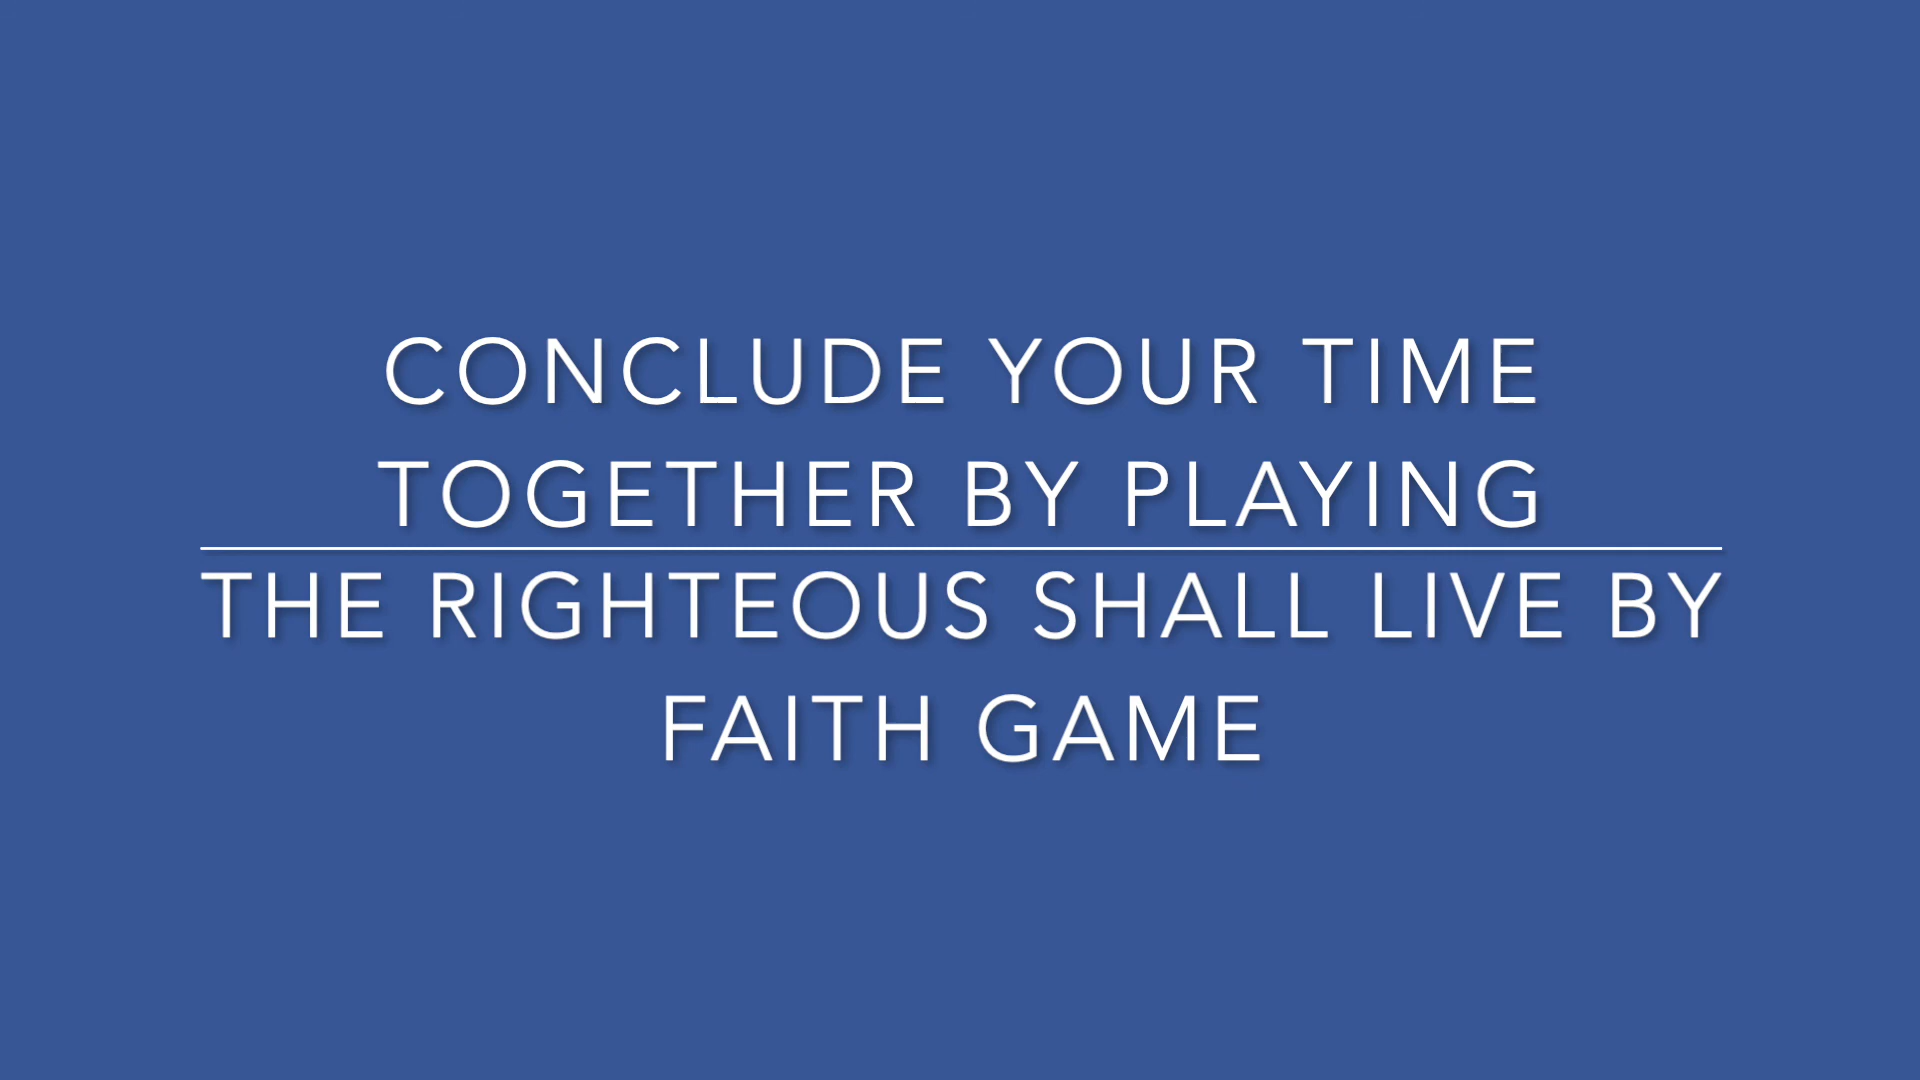 CONCLUDE YOUR TIME
TOGETHER BY PLAYING
THE RIGHTEOUS SHALL LIVE BY
FAITH GAME